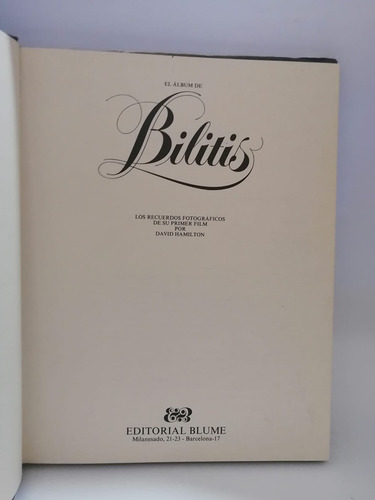 EL ÁLBUM DE
Bilitis
LOS RECUERDOS FOTOGRÁFICOS
DE SU PRIMER FILM
POR
DAVID HAMILTON
EDITORIAL BLUME
Milanesado, 21-23 - Barcelona-17